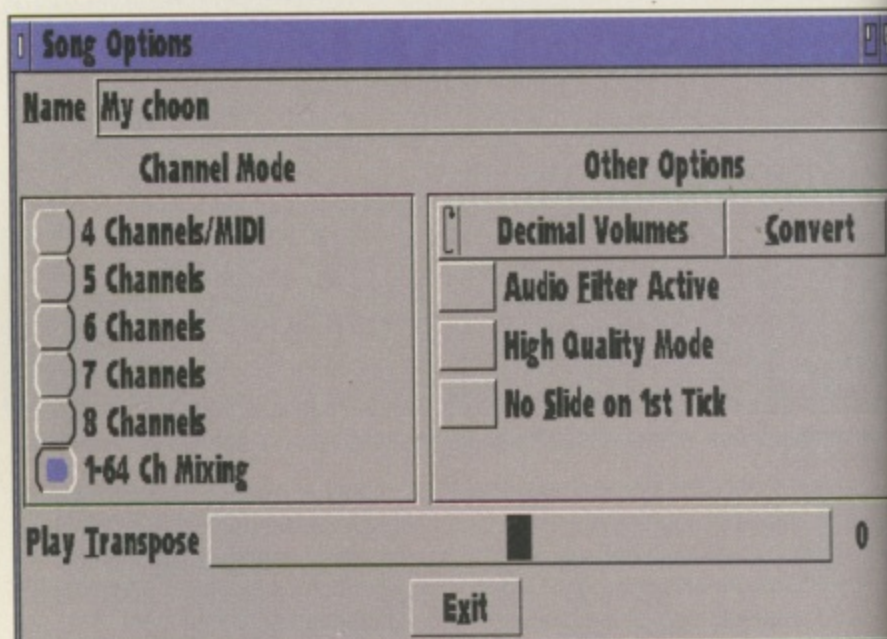 Song Options
Name My choon
Channel Mode
Other Options
4 Channels/MIDI
5 Channels
6 Channels
7 Channels
8 Channels
1-64 Ch Mixing
Decimal Volumes
Convert
Audio Filter Active
High Quality Mode
No Slide on 1st Tick
Play Transpose 0
Exit